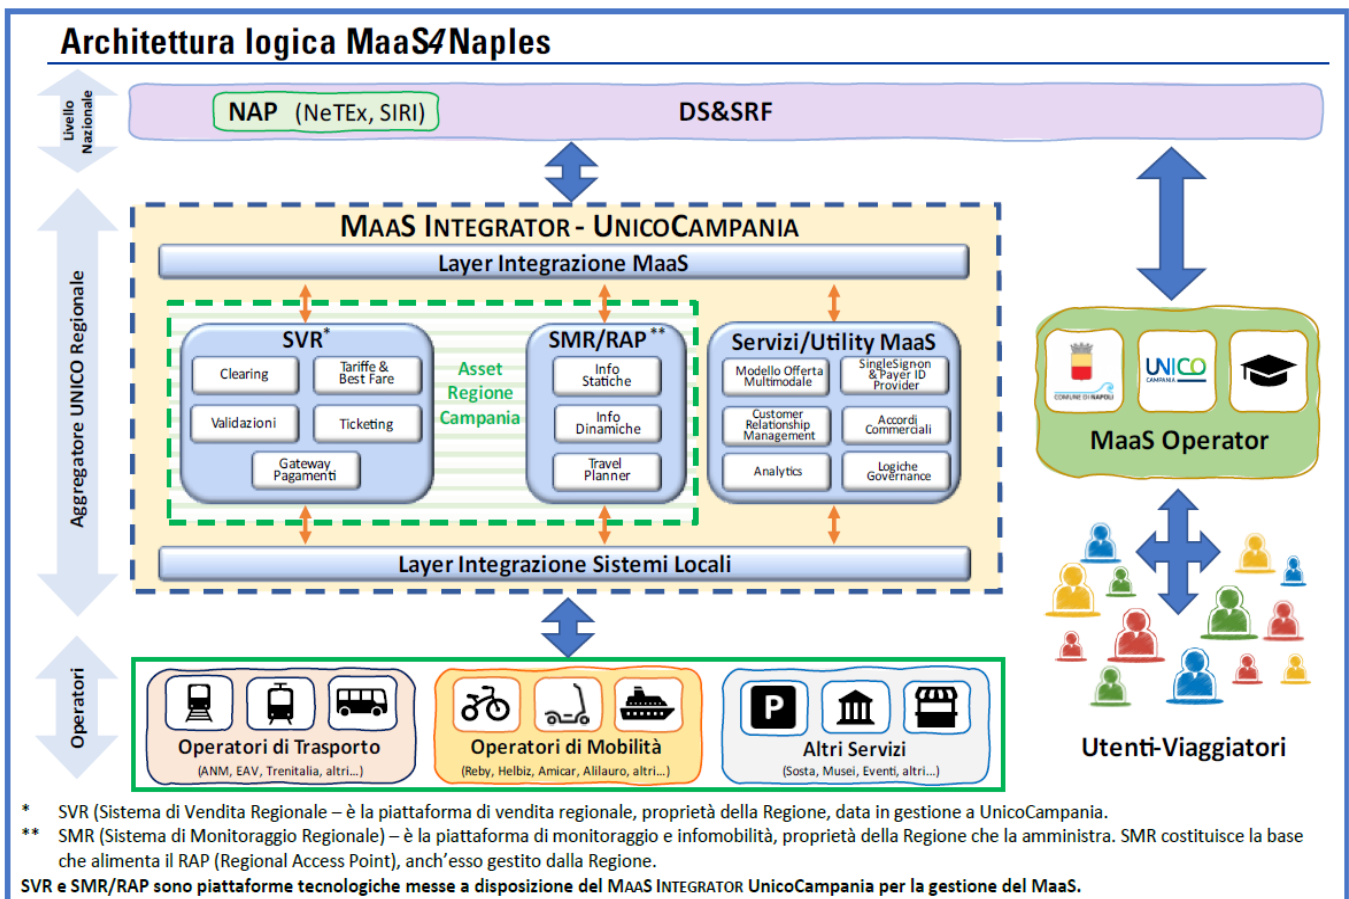 Architettura logica MaaS4Naples
Livello
Nazionale
NAP (NeTEx, SIRI)
DS&SRF
Aggregatore UNICO Regionale
MAAS INTEGRATOR - UNICOCAMPANIA
Layer Integrazione MaaS
SVR*
Clearing
Tariffe &
Best Fare
Validazioni
Ticketing
Gateway
Pagamenti
Asset
Regione
Campania
SMR/RAP**
Info
Statiche
Info
Dinamiche
Travel
Planner
Servizi/Utility MaaS
Modello Offerta
Multimodale
SingleSignon
& Payer ID
Provider
Customer
Relationship
Management
Accordi
Commerciali
Analytics
Logiche
Governance
Layer Integrazione Sistemi Locali
COMUNE DI NAPOLI
UNICO
CAMPANIA
MaaS Operator
Utenti-Viaggiatori
Operatori
Operatori di Trasporto
(ANM, EAV, Trenitalia, altri...)
Operatori di Mobilità
(Reby, Helbiz, Amicar, Alilauro, altri...)
P
Altri Servizi
(Sosta, Musei, Eventi, altri...)
* SVR (Sistema di Vendita Regionale – è la piattaforma di vendita regionale, proprietà della Regione, data in gestione a UnicoCampania.
** SMR (Sistema di Monitoraggio Regionale) – è la piattaforma di monitoraggio e infomobilità, proprietà della Regione che la amministra. SMR costituisce la base
che alimenta il RAP (Regional Access Point), anch'esso gestito dalla Regione.
SVR e SMR/RAP sono piattaforme tecnologiche messe a disposizione del MAAS INTEGRATOR UnicoCampania per la gestione del MaaS.